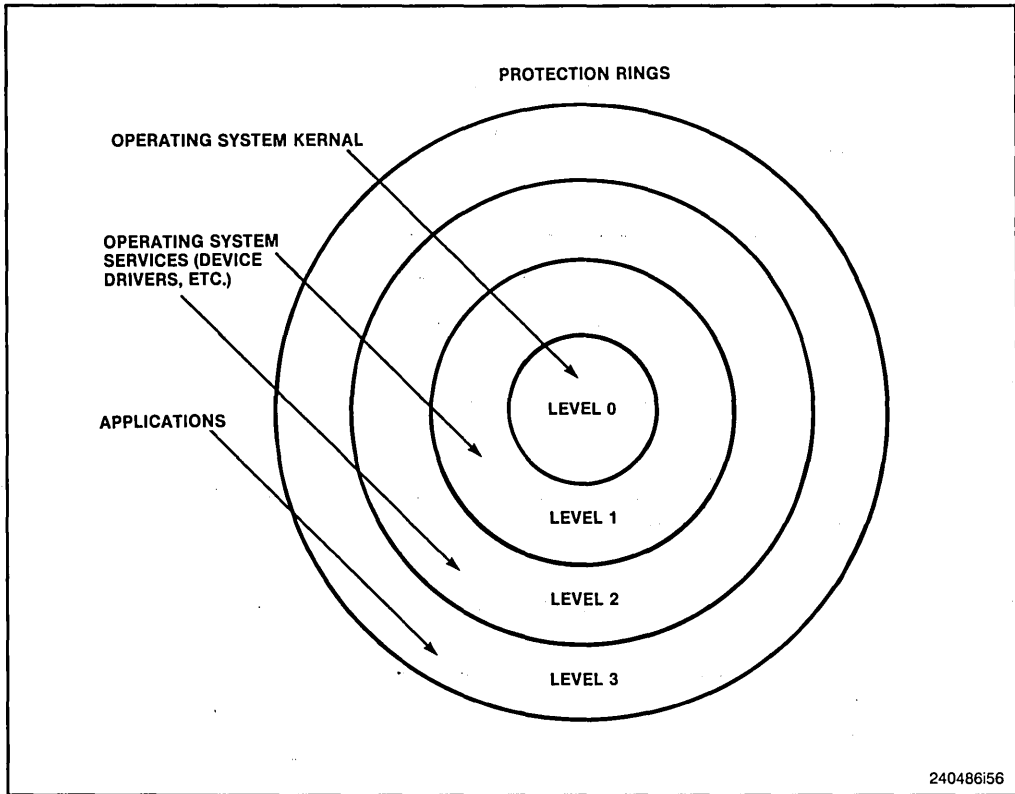 PROTECTION RINGS
OPERATING SYSTEM KERNAL
OPERATING SYSTEM
SERVICES (DEVICE
DRIVERS, ETC.)
APPLICATIONS
LEVEL 0
LEVEL 1
LEVEL 2
LEVEL 3
240486i56